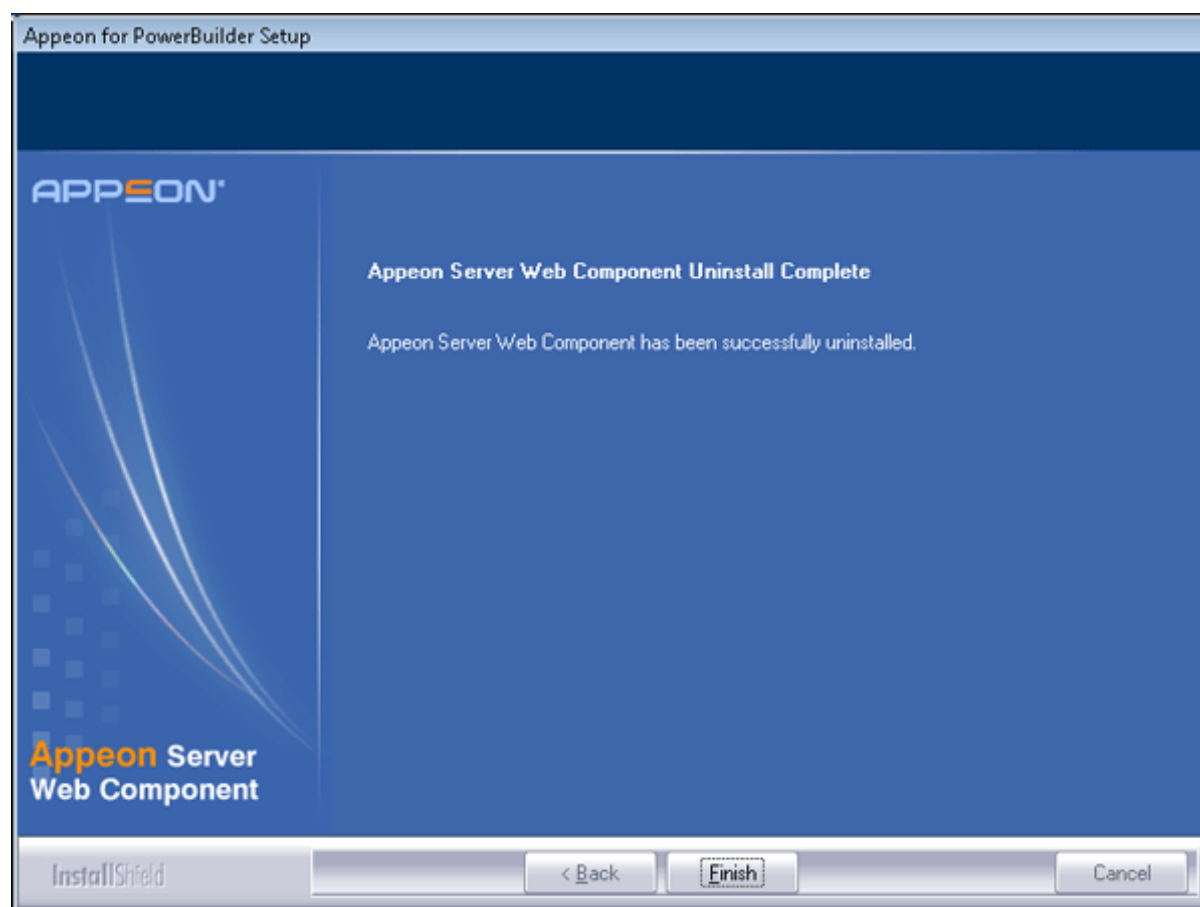 Appeon for PowerBuilder Setup
APPEON
Appeon Server Web Component Uninstall Complete
Appeon Server Web Component has been successfully uninstalled.
Appeon Server
Web Component
InstallShield
< Back
Finish
Cancel